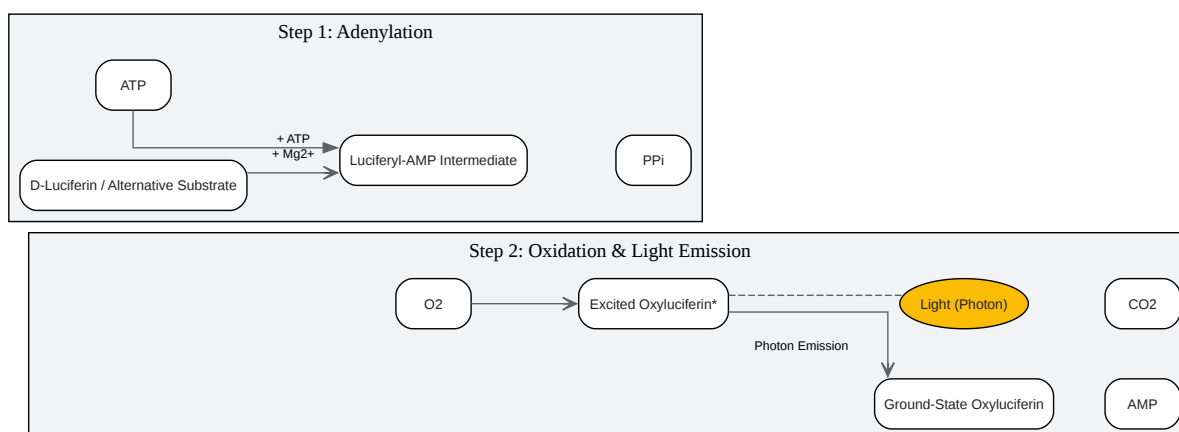 Step 1: Adenylation
ATP
+ ATP
+ Mg2+
Luciferyl-AMP Intermediate
PPi
D-Luciferin / Alternative Substrate
Step 2: Oxidation & Light Emission
O2
Excited Oxyluciferin*
Light (Photon)
CO2
Photon Emission
Ground-State Oxyluciferin
AMP